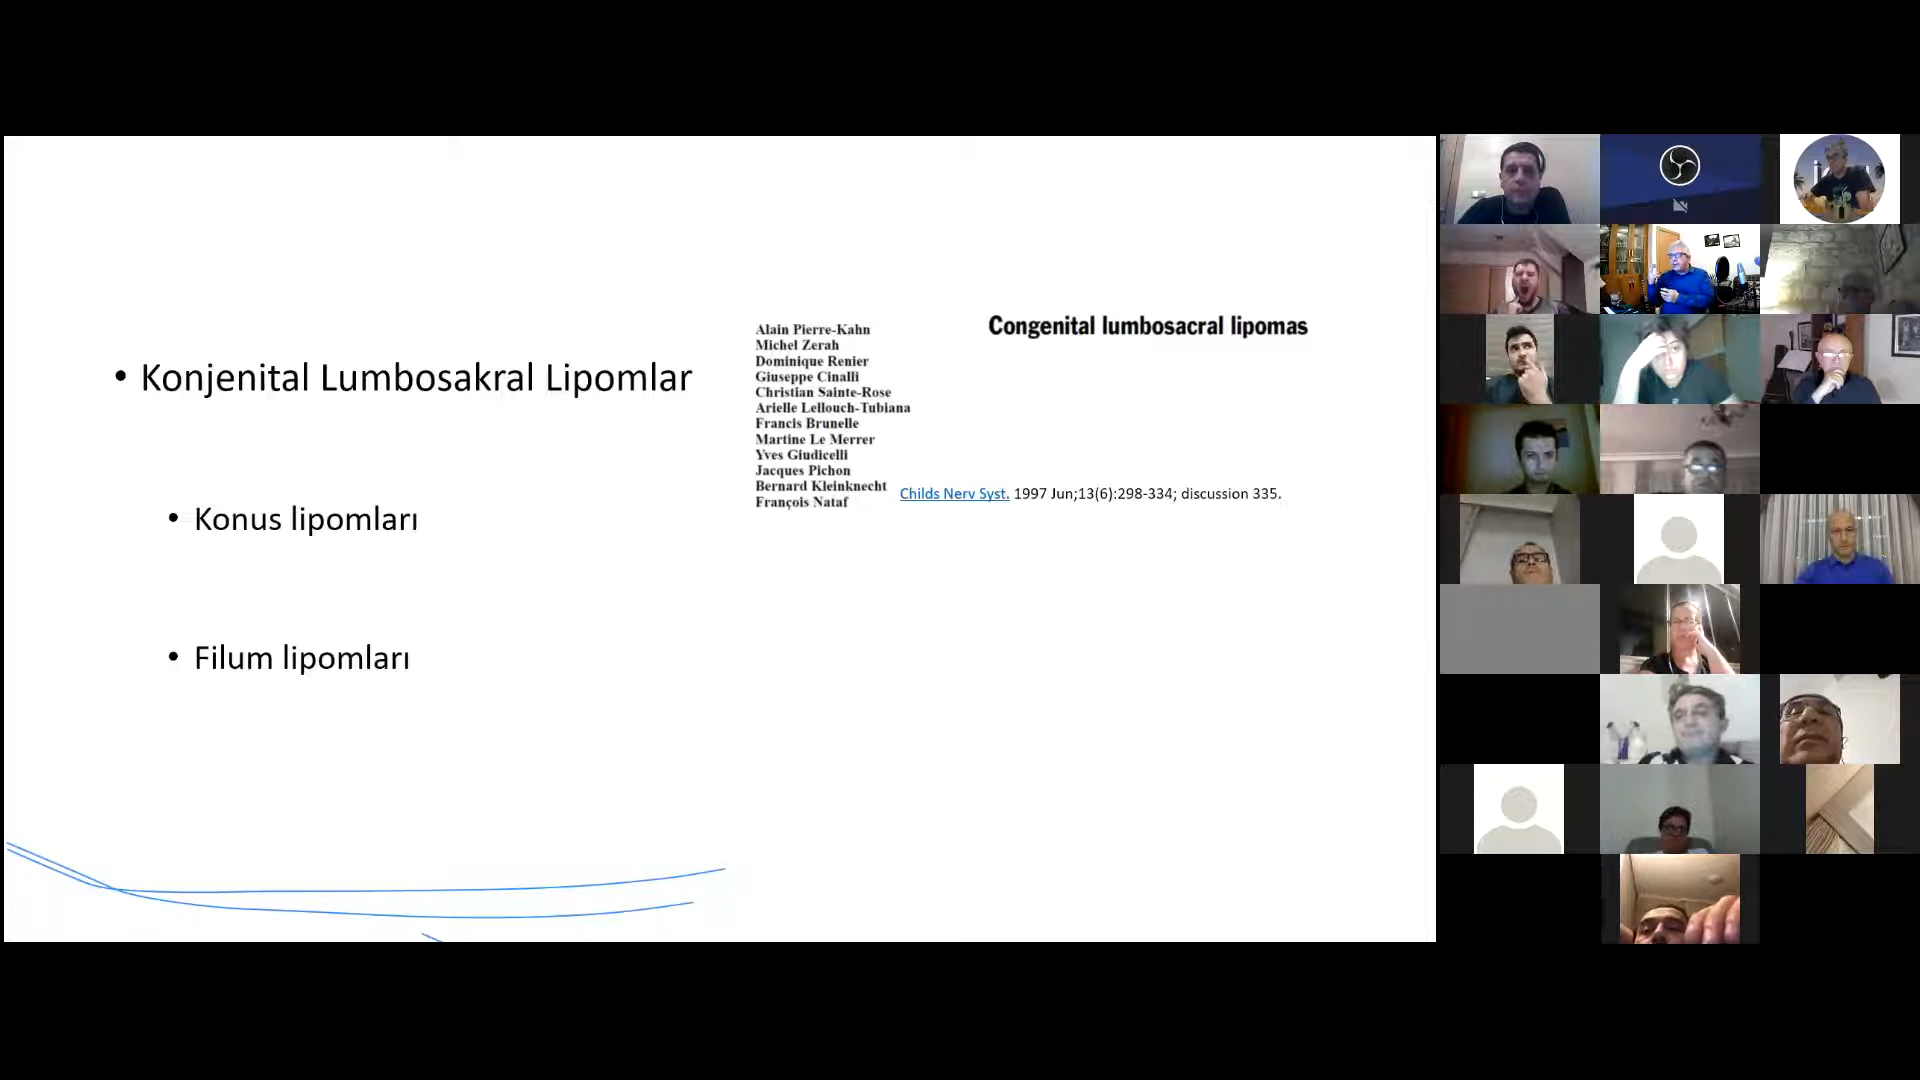 • Konjenital Lumbosakral Lipomlar
• Konus lipomları
• Filum lipomları
Congenital lumbosacral lipomas
Alain Pierre-Kahn
Michel Zerah
Dominique Renier
Giuseppe Cinalli
Christian Sainte-Rose
Arielle Lellouch-Tubiana
Francis Brunelle
Martine Le Merrer
Yves Giudicelli
Jacques Pichon
Bernard Kleinknecht
François Nataf
Childs Nerv Syst. 1997 Jun;13(6):298-334; discussion 335.